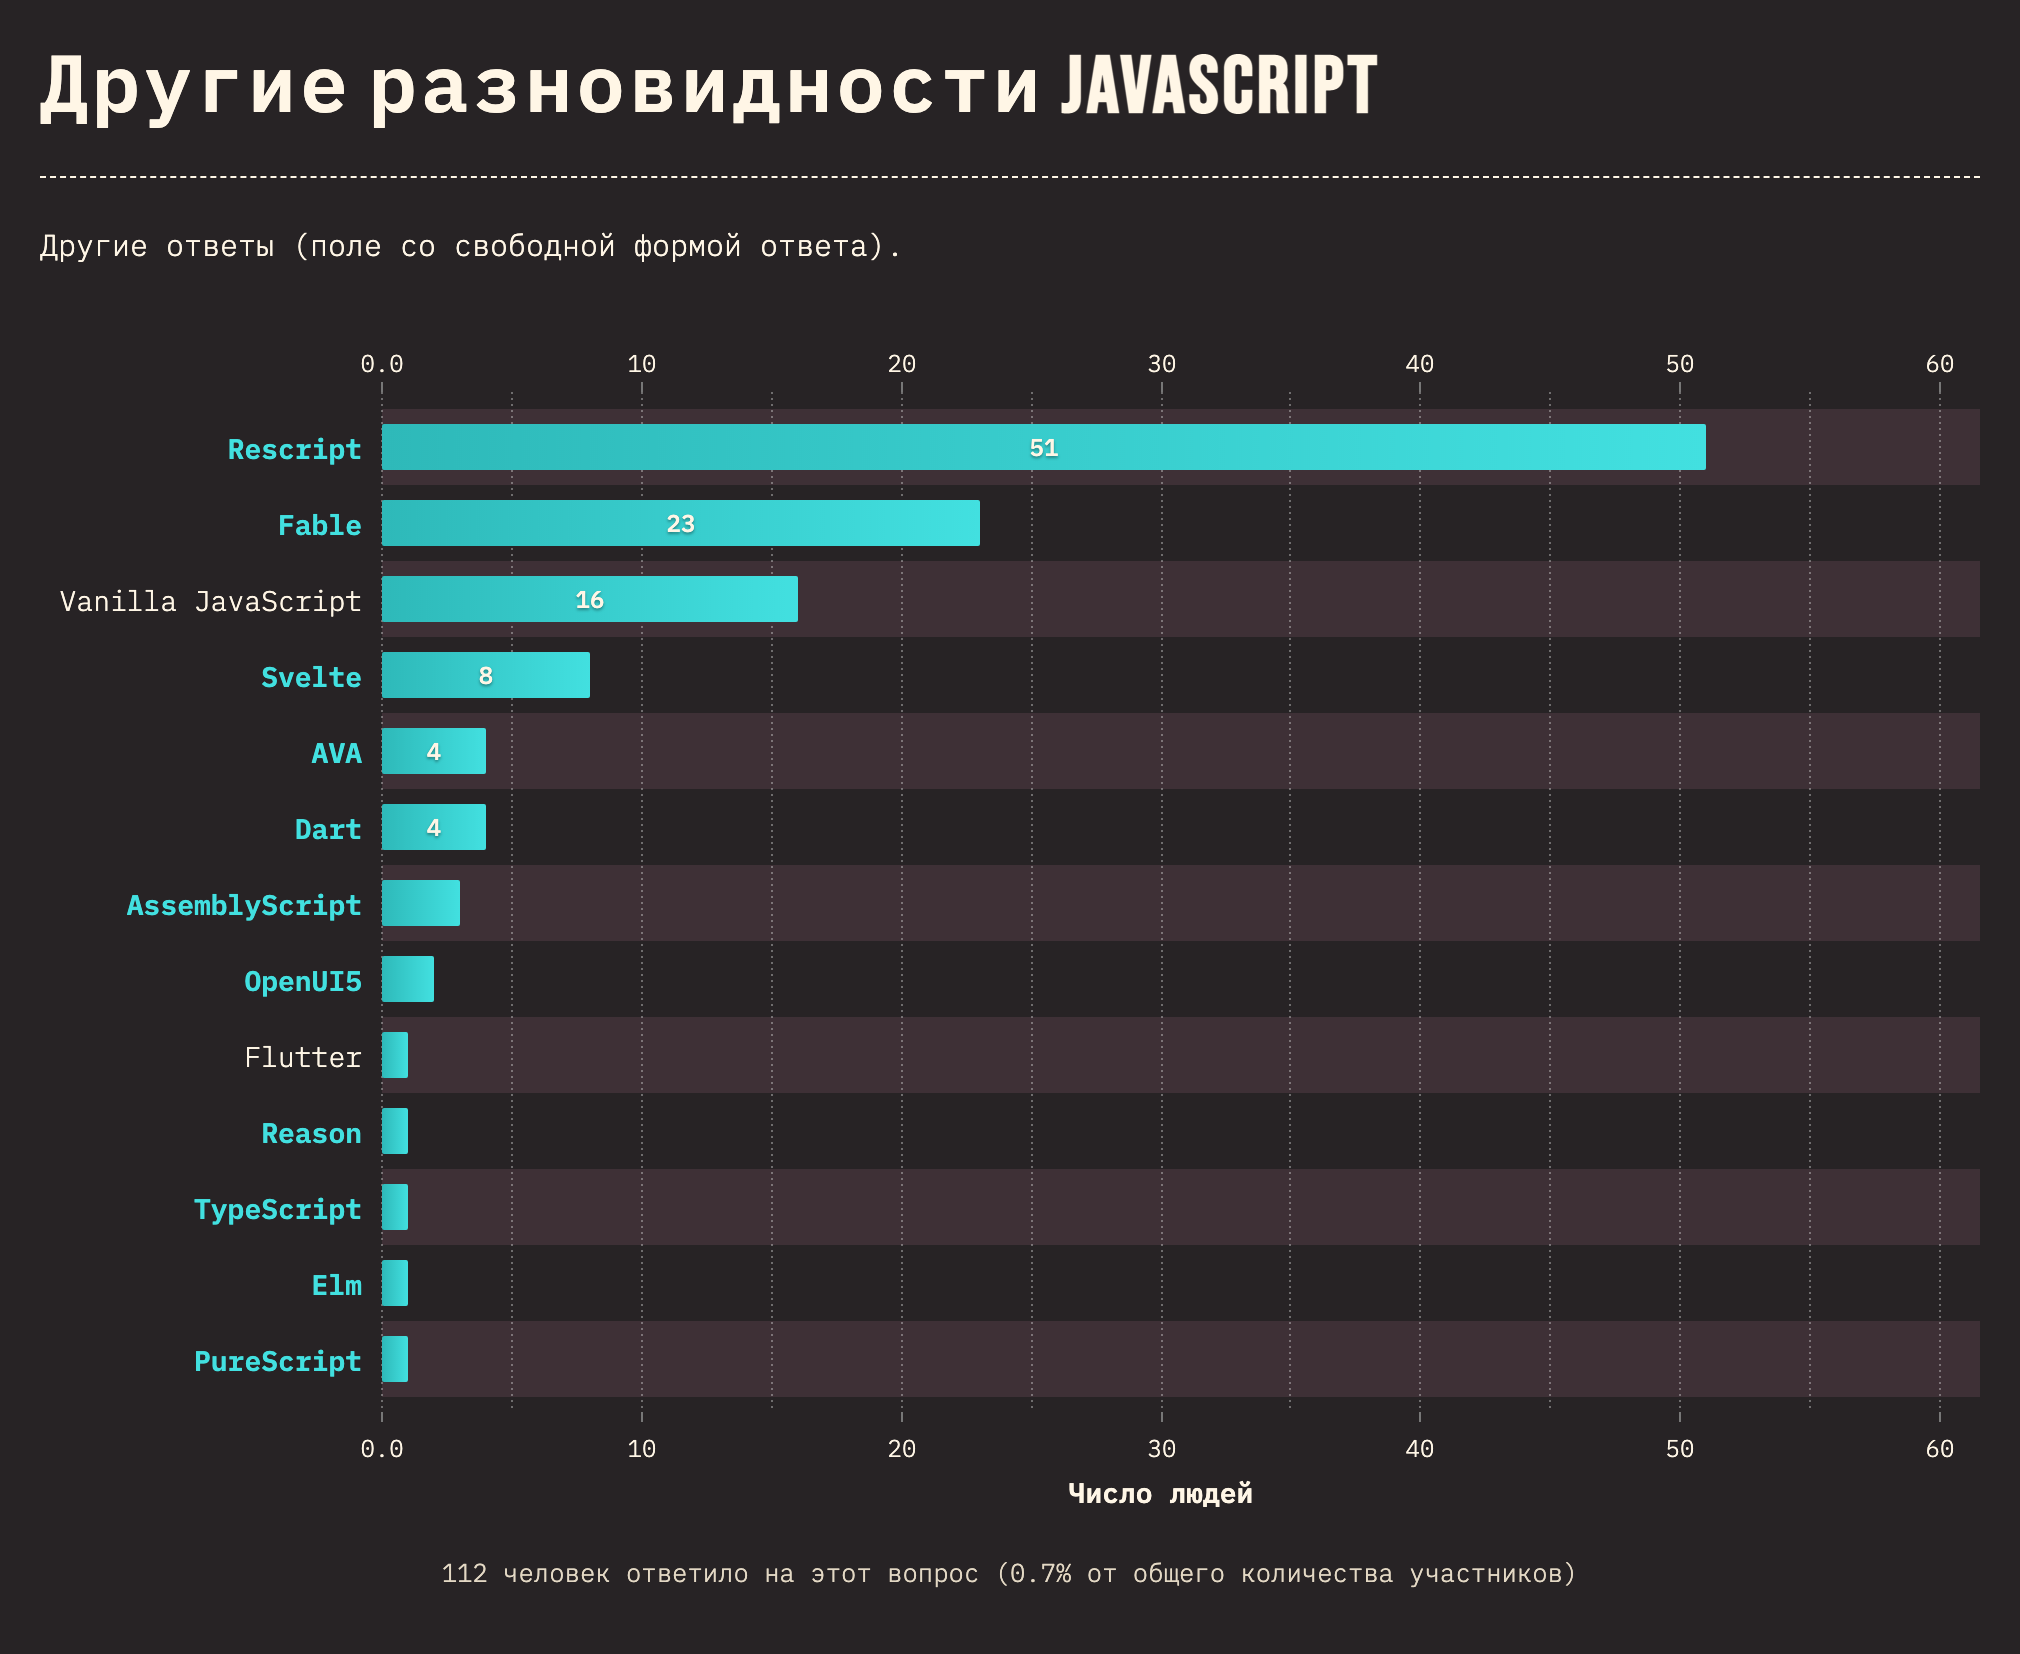 Другие разновидности JAVASCRIPT
Другие ответы (поле со свободной формой ответа).
0.0 10 20 30 40 50 60
Rescript 51
Fable 23
Vanilla JavaScript 16
Svelte 8
AVA 4
Dart 4
AssemblyScript
OpenUI5
Flutter
Reason
TypeScript
Elm
PureScript
0.0 10 20 30 40 50 60
Число людей
112 человек ответило на этот вопрос (0.7% от общего количества участников)